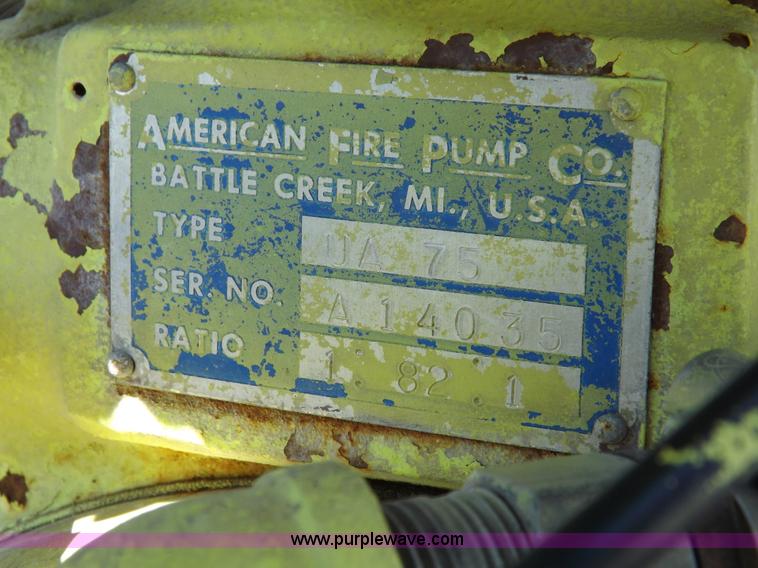 AMERICAN FIRE PUMP CO.
BATTLE CREEK, MI., U.S.A.
TYPE UA 75
SER. NO. A 14035
RATIO 1.82.1
www.purplewave.com